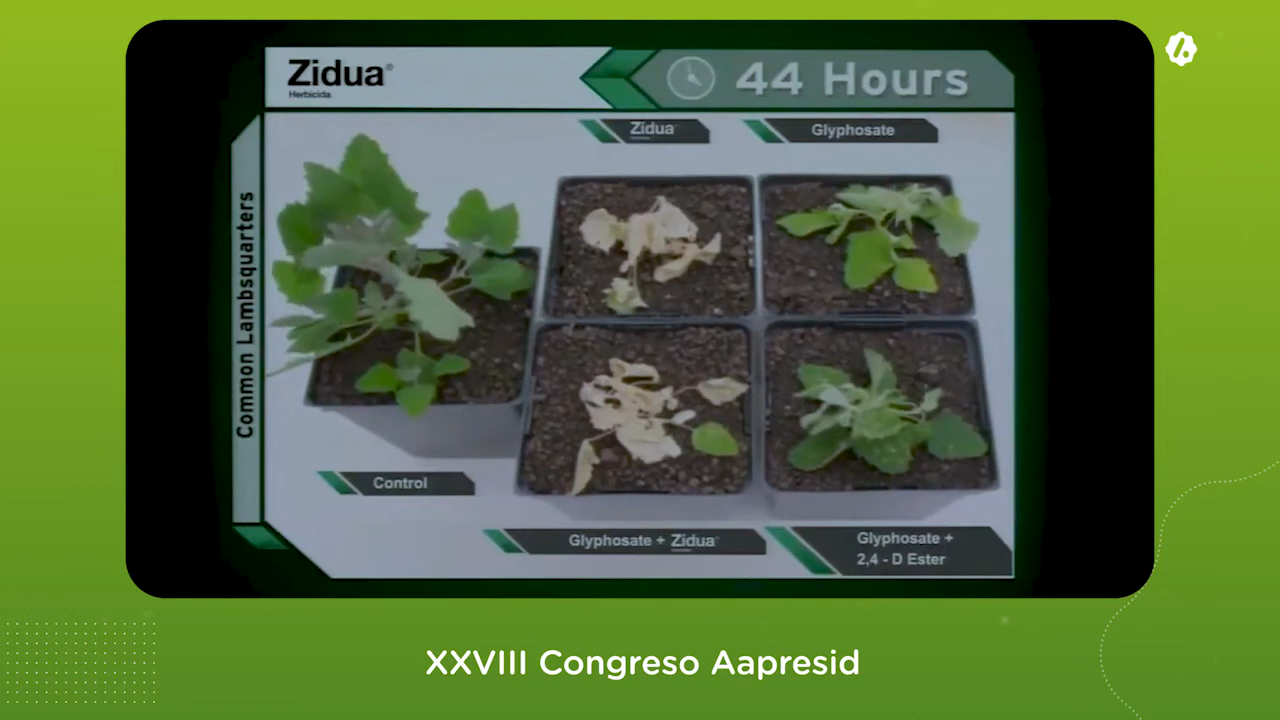 Zidua®
Herbicida
44 Hours
Zidua
Glyphosate
Common Lambsquarters
Control
Glyphosate + Zidua
Glyphosate +
2,4 - D Ester
XXVIII Congreso Aapresid